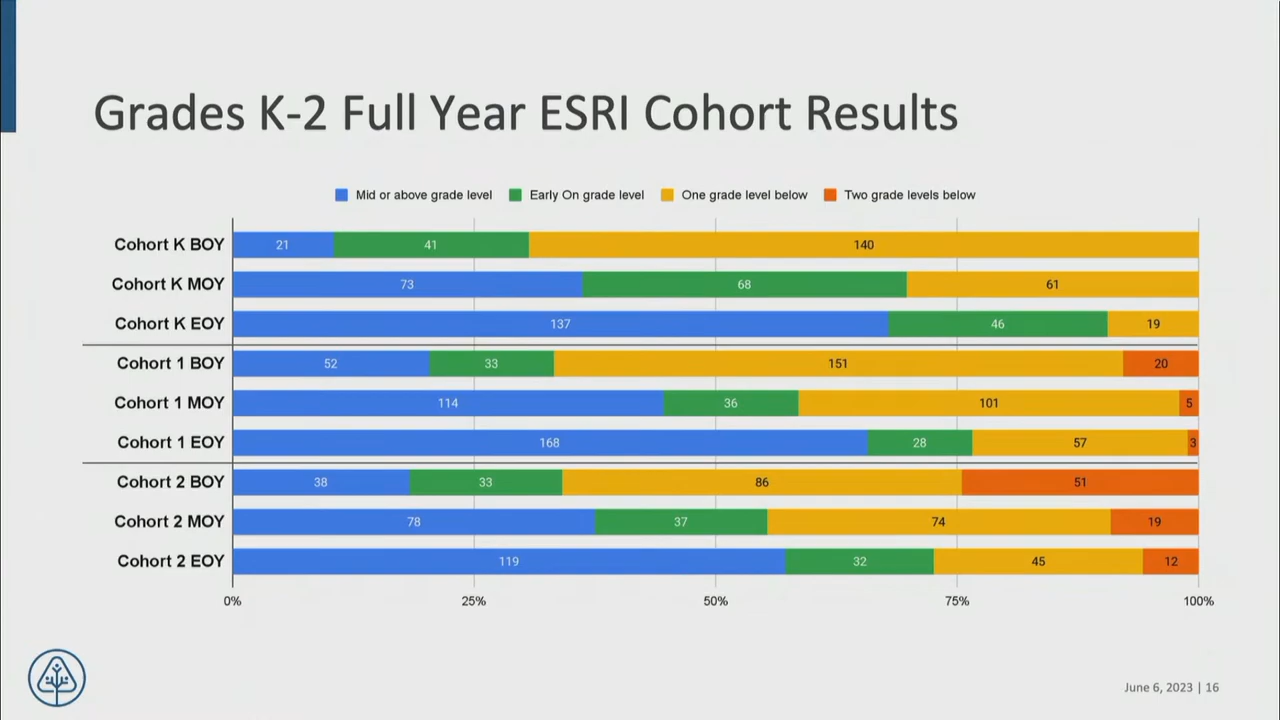 Grades K-2 Full Year ESRI Cohort Results
Mid or above grade level Early On grade level One grade level below Two grade levels below
Cohort K BOY 21 41 140
Cohort K MOY 73 68 61
Cohort K EOY 137 46 19
Cohort 1 BOY 52 33 151 20
Cohort 1 MOY 114 36 101 5
Cohort 1 EOY 168 28 57 3
Cohort 2 BOY 38 33 86 51
Cohort 2 MOY 78 37 74 19
Cohort 2 EOY 119 32 45 12
0% 25% 50% 75% 100%
June 6, 2023 | 16